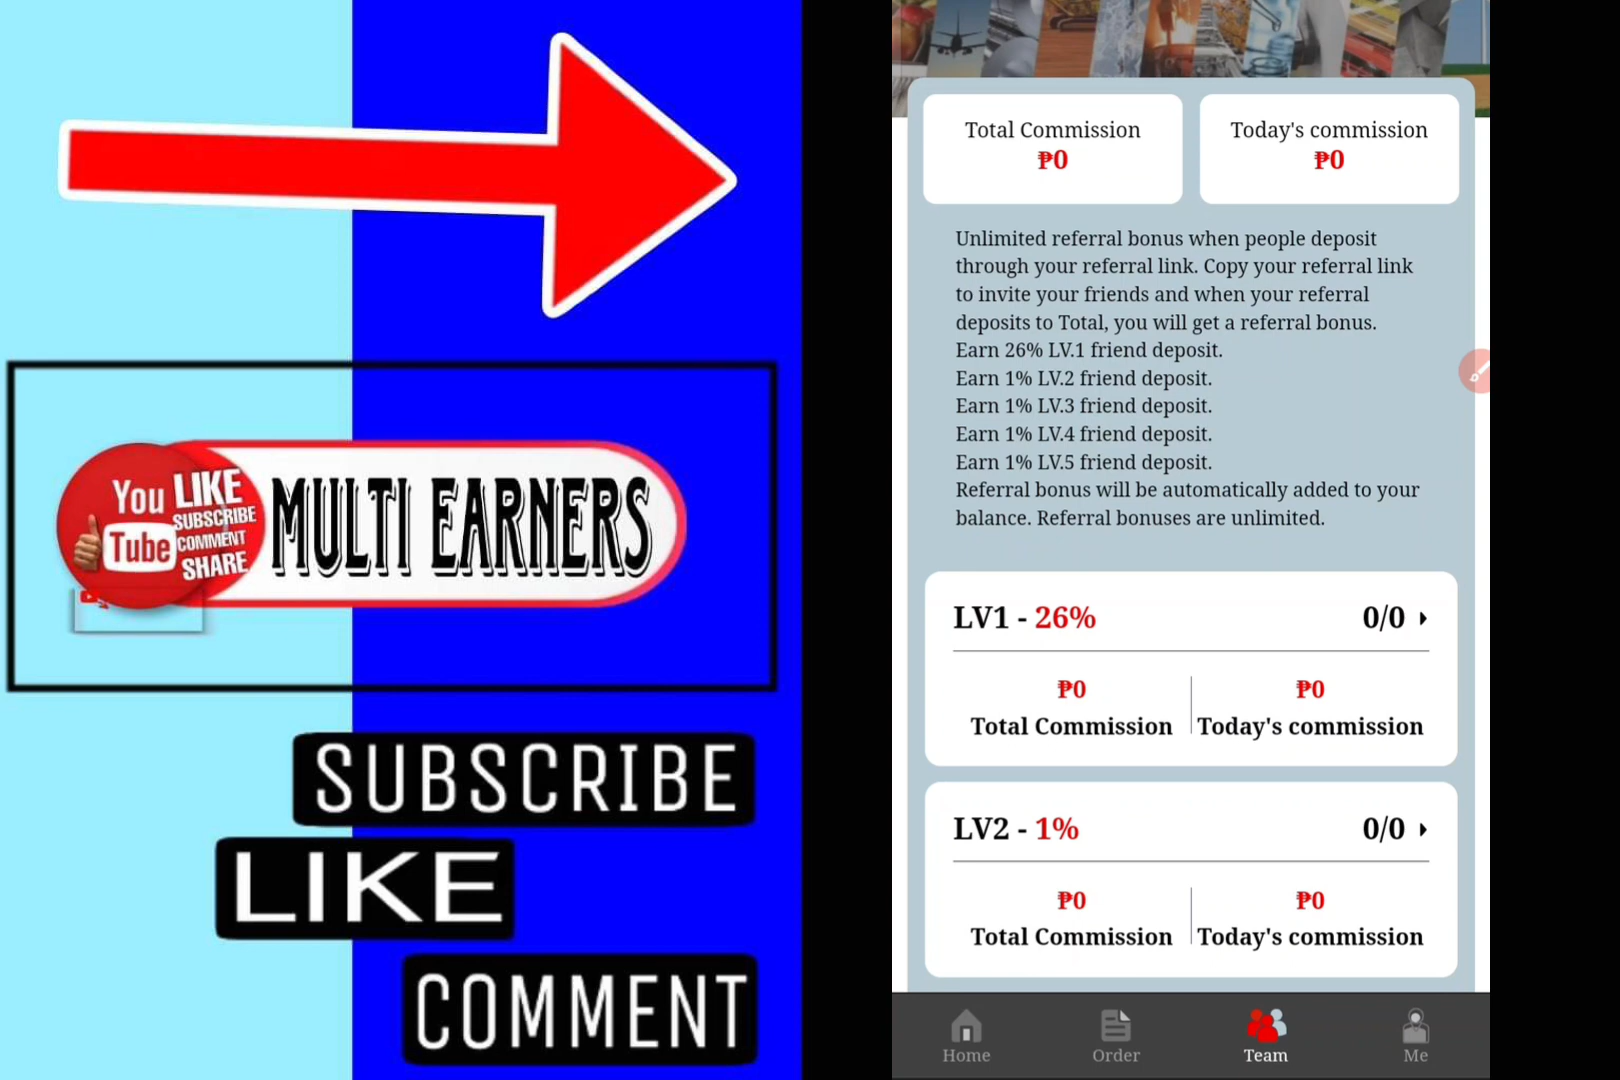 You
Tube
LIKE
SUBSCRIBE
COMMENT
SHARE
MULTI EARNERS
SUBSCRIBE
LIKE
COMMENT
Total Commission
₱0
Today's commission
₱0
Unlimited referral bonus when people deposit
through your referral link. Copy your referral link
to invite your friends and when your referral
deposits to Total, you will get a referral bonus.
Earn 26% LV.1 friend deposit.
Earn 1% LV.2 friend deposit.
Earn 1% LV.3 friend deposit.
Earn 1% LV.4 friend deposit.
Earn 1% LV.5 friend deposit.
Referral bonus will be automatically added to your
balance. Referral bonuses are unlimited.
LV1 - 26% 0/0
₱0 ₱0
Total Commission Today's commission
LV2 - 1% 0/0
₱0 ₱0
Total Commission Today's commission
Home Order Team Me